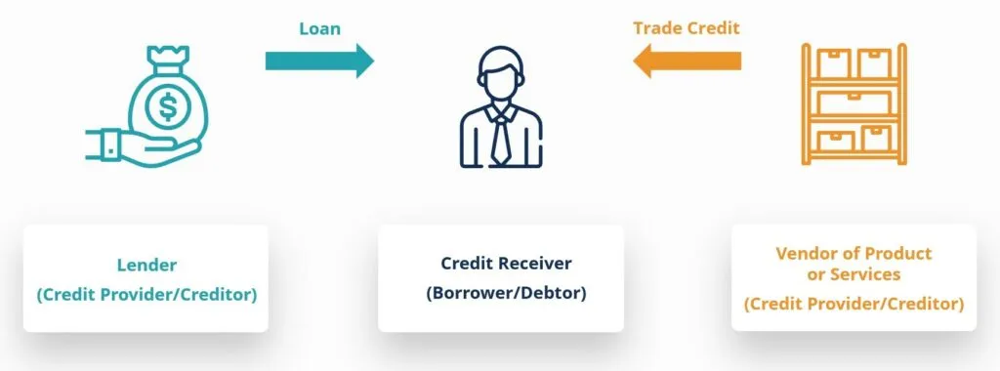 Loan
Trade Credit
$
Lender
(Credit Provider/Creditor)
Credit Receiver
(Borrower/Debtor)
Vendor of Product
or Services
(Credit Provider/Creditor)